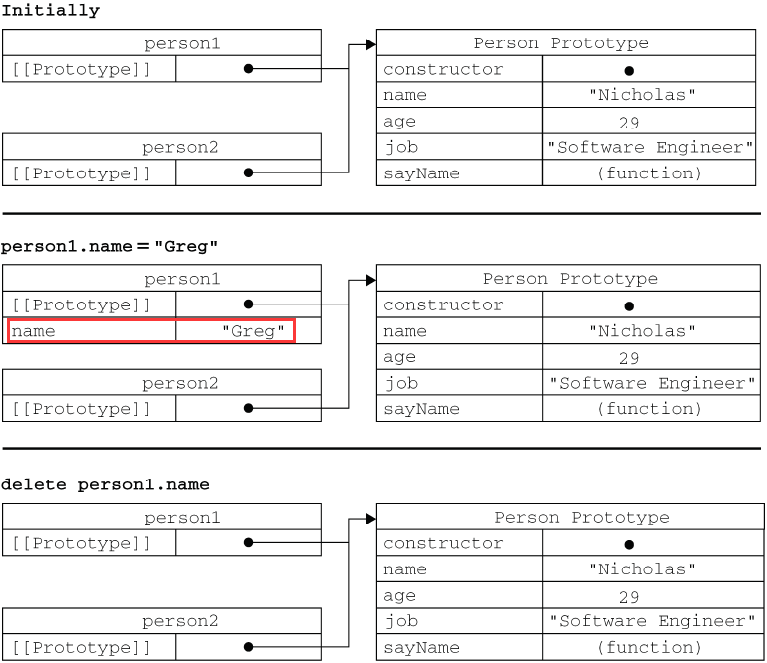 Initially
person1
[[Prototype]]
person2
[[Prototype]]
Person Prototype
constructor
name "Nicholas"
age 29
job "Software Engineer"
sayName (function)
person1.name = "Greg"
person1
[[Prototype]]
name "Greg"
person2
[[Prototype]]
Person Prototype
constructor
name "Nicholas"
age 29
job "Software Engineer"
sayName (function)
delete person1.name
person1
[[Prototype]]
person2
[[Prototype]]
Person Prototype
constructor
name "Nicholas"
age 29
job "Software Engineer"
sayName (function)